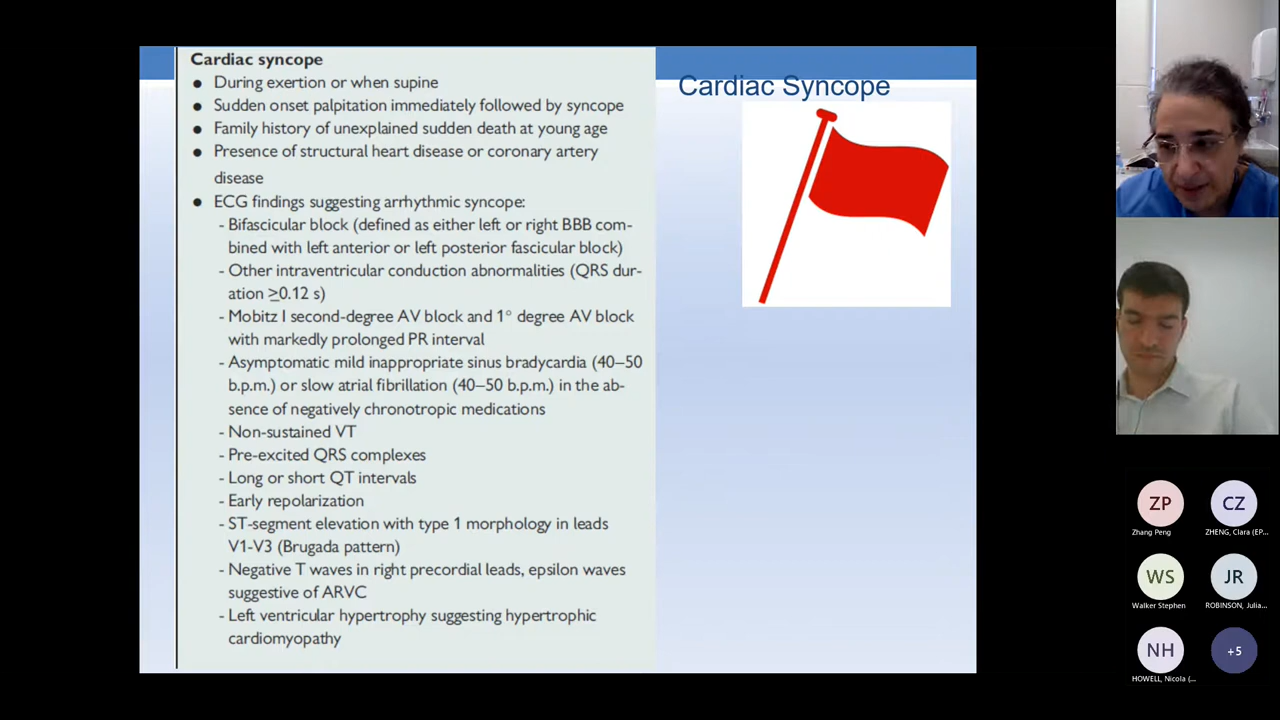 Cardiac syncope
● During exertion or when supine
● Sudden onset palpitation immediately followed by syncope
● Family history of unexplained sudden death at young age
● Presence of structural heart disease or coronary artery
disease
● ECG findings suggesting arrhythmic syncope:
- Bifascicular block (defined as either left or right BBB com-
bined with left anterior or left posterior fascicular block)
- Other intraventricular conduction abnormalities (QRS dur-
ation ≥0.12 s)
- Mobitz I second-degree AV block and 1° degree AV block
with markedly prolonged PR interval
- Asymptomatic mild inappropriate sinus bradycardia (40–50
b.p.m.) or slow atrial fibrillation (40–50 b.p.m.) in the ab-
sence of negatively chronotropic medications
- Non-sustained VT
- Pre-excited QRS complexes
- Long or short QT intervals
- Early repolarization
- ST-segment elevation with type 1 morphology in leads
V1-V3 (Brugada pattern)
- Negative T waves in right precordial leads, epsilon waves
suggestive of ARVC
- Left ventricular hypertrophy suggesting hypertrophic
cardiomyopathy
Cardiac Syncope
ZP
Zhang Peng
CZ
ZHENG, Clara (EP...
WS
Walker Stephen
JR
ROBINSON, Julia...
NH
HOWELL, Nicola (...
+5